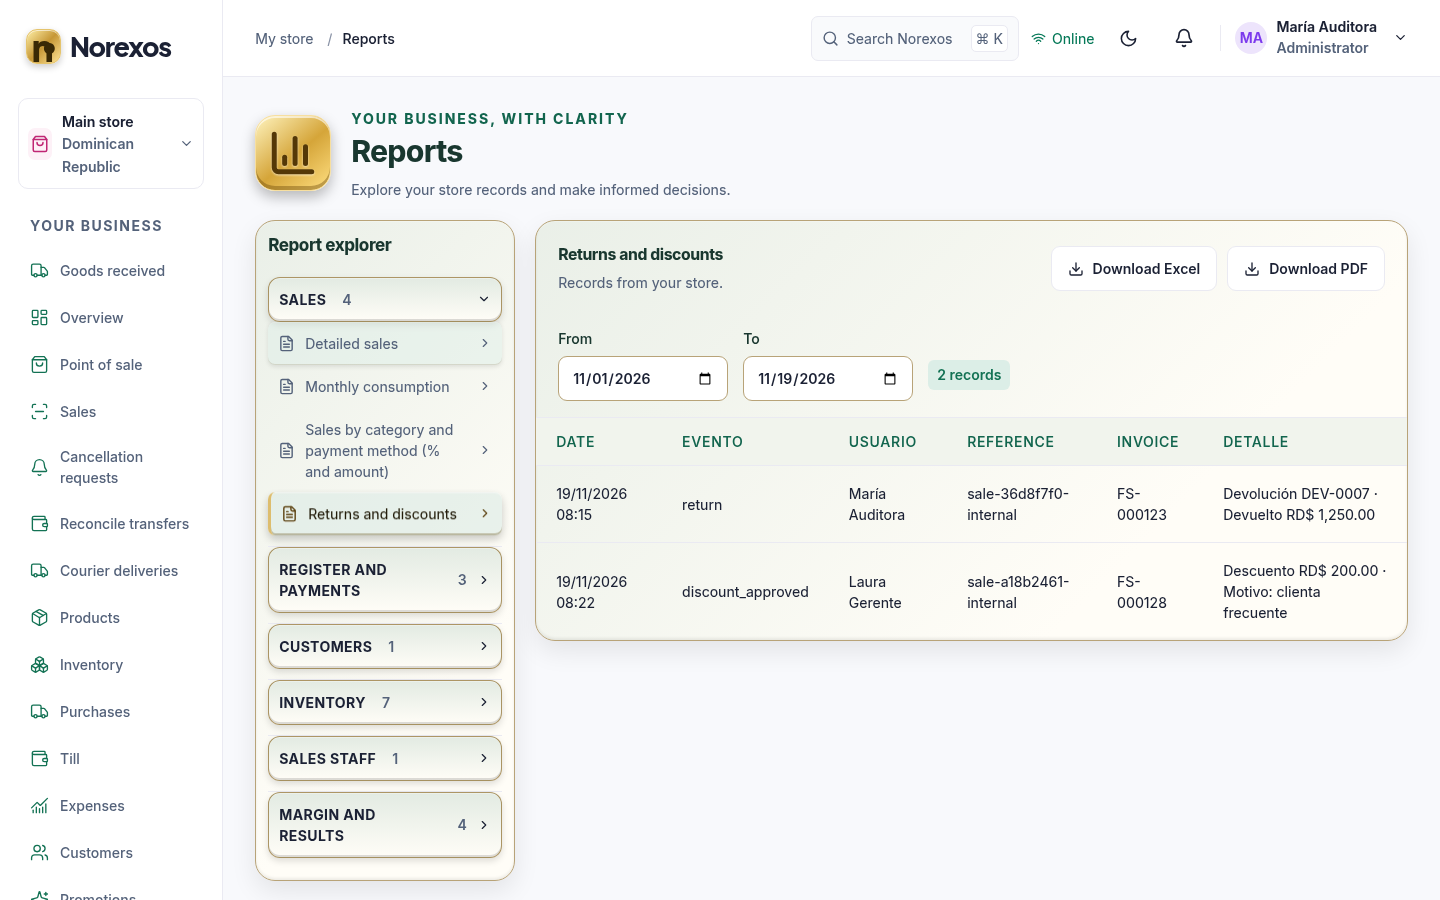 Norexos
My store / Reports
Search Norexos ⌘ K
Online
MA
María Auditora
Administrator
Main store
Dominican
Republic
YOUR BUSINESS
Goods received
Overview
Point of sale
Sales
Cancellation
requests
Reconcile transfers
Courier deliveries
Products
Inventory
Purchases
Till
Expenses
Customers
Promotions
YOUR BUSINESS, WITH CLARITY
Reports
Explore your store records and make informed decisions.
Report explorer
SALES 4
Detailed sales
Monthly consumption
Sales by category and
payment method (%
and amount)
Returns and discounts
REGISTER AND
PAYMENTS
3
CUSTOMERS 1
INVENTORY 7
SALES STAFF 1
MARGIN AND
RESULTS
4
Returns and discounts
Records from your store.
Download Excel
Download PDF
From
To
11/01/2026
11/19/2026
2 records
DATE EVENTO USUARIO REFERENCE INVOICE DETALLE
19/11/2026
08:15
return
María
Auditora
sale-36d8f7f0-
internal
FS-
000123
Devolución DEV-0007 ·
Devuelto RD$ 1,250.00
19/11/2026
08:22
discount_approved
Laura
Gerente
sale-a18b2461-
internal
FS-
000128
Descuento RD$ 200.00 ·
Motivo: clienta
frecuente